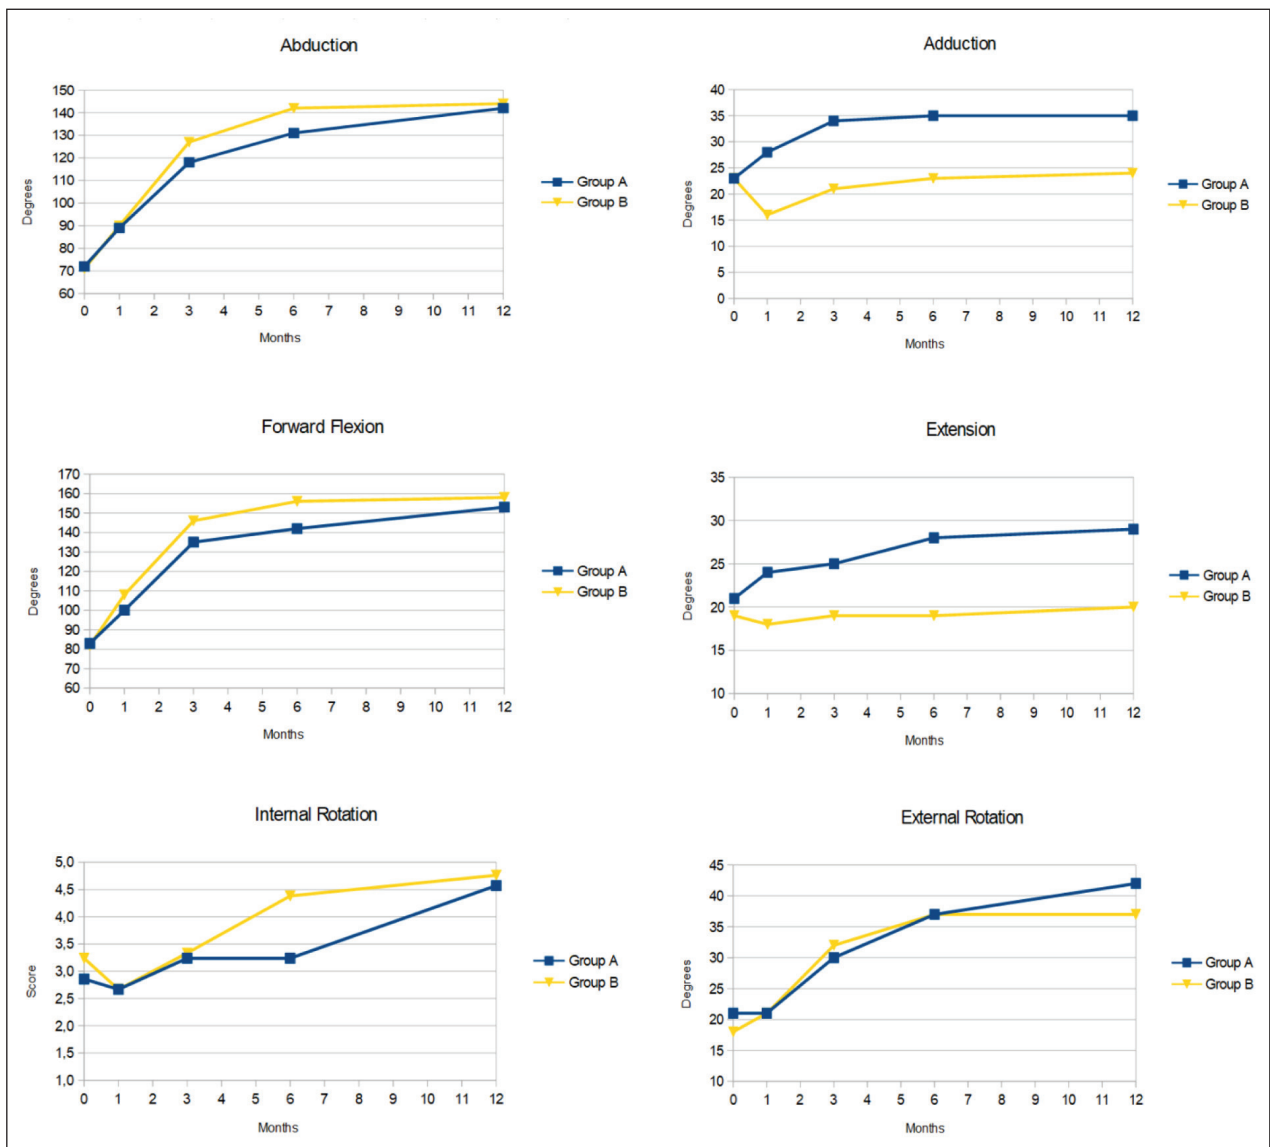 Abduction
150
140
130
120
110
100
90
80
70
60
Degrees
0 1 2 3 4 5 6 7 8 9 10 11 12
Months
Group A
Group B
Adduction
40
35
30
25
20
15
10
5
0
Degrees
0 1 2 3 4 5 6 7 8 9 10 11 12
Months
Group A
Group B
Forward Flexion
170
160
150
140
130
120
110
100
90
80
70
60
Degrees
0 1 2 3 4 5 6 7 8 9 10 11 12
Months
Group A
Group B
Extension
35
30
25
20
15
10
Degrees
0 1 2 3 4 5 6 7 8 9 10 11 12
Months
Group A
Group B
Internal Rotation
5,0
4,5
4,0
3,5
3,0
2,5
2,0
1,5
1,0
Score
0 1 2 3 4 5 6 7 8 9 10 11 12
Months
Group A
Group B
External Rotation
45
40
35
30
25
20
15
10
Degrees
0 1 2 3 4 5 6 7 8 9 10 11 12
Months
Group A
Group B